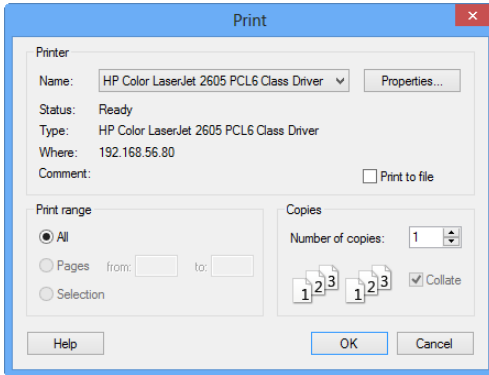 Print
Printer
Name: HP Color LaserJet 2605 PCL6 Class Driver Properties...
Status: Ready
Type: HP Color LaserJet 2605 PCL6 Class Driver
Where: 192.168.56.80
Comment: Print to file
Print range
All
Pages from: to:
Selection
Copies
Number of copies: 1
1 2 3 1 2 3 Collate
Help OK Cancel